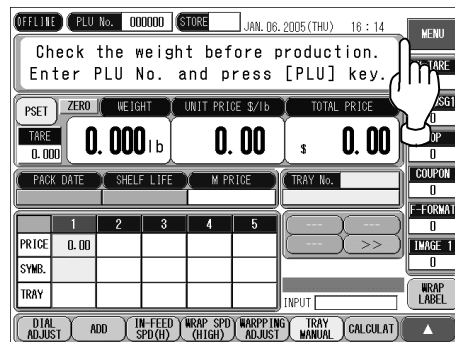 OFFLINE PLU No. 000000 STORE JAN. 06. 2005 (THU) 16 : 14
MENU
Check the weight before production.
Enter PLU No. and press [PLU] key.
TARE
PSET ZERO WEIGHT UNIT PRICE $/lb TOTAL PRICE
TARE
0.000
0.000 lb 0.00 $ 0.00
0
0
PACK DATE SHELF LIFE M PRICE TRAY No.
COUPON
0
F-FORMAT
0
1 2 3 4 5
--- ---
PRICE 0.00
--- >>
IMAGE 1
0
SYMB.
TRAY
INPUT
WRAP
LABEL
DIAL
ADJUST
ADD
IN-FEED
SPD(H)
WRAP SPD
(HIGH)
WARPPING
ADJUST
TRAY
MANUAL
CALCULAT
▲